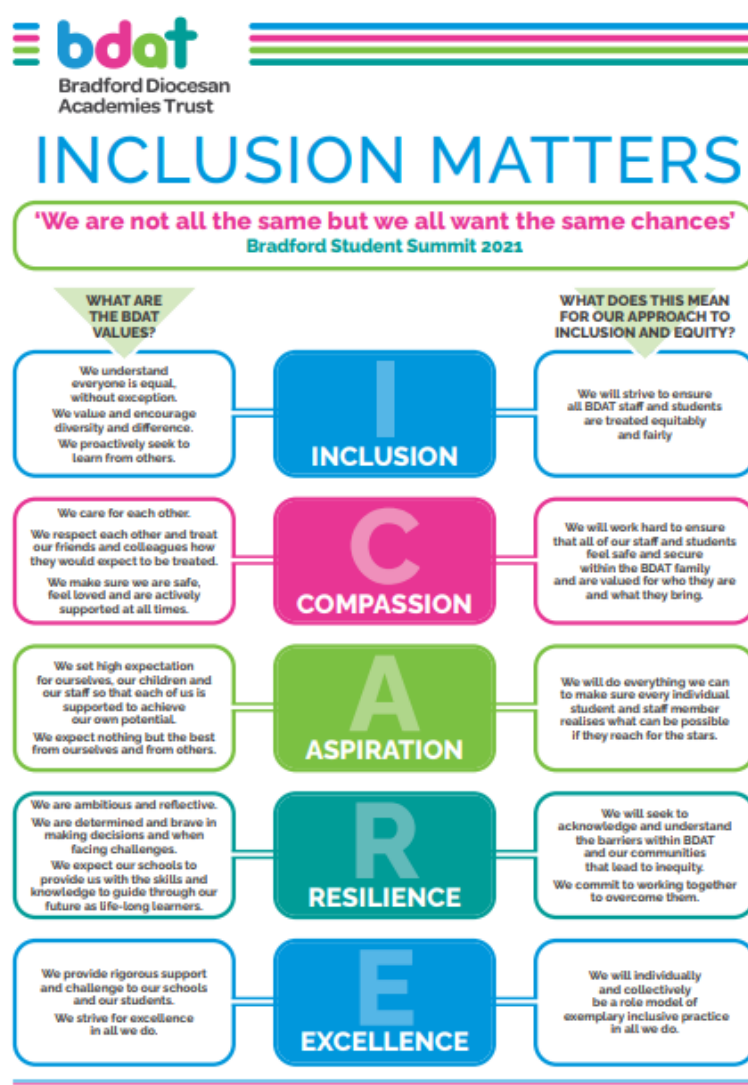 bdat
Bradford Diocesan
Academies Trust
INCLUSION MATTERS
‘We are not all the same but we all want the same chances’
Bradford Student Summit 2021
WHAT ARE
THE BDAT
VALUES?
WHAT DOES THIS MEAN
FOR OUR APPROACH TO
INCLUSION AND EQUITY?
We understand
everyone is equal,
without exception.
We value and encourage
diversity and difference.
We proactively seek to
learn from others.
I
INCLUSION
We will strive to ensure
all BDAT staff and students
are treated equitably
and fairly
We care for each other.
We respect each other and treat
our friends and colleagues how
they would expect to be treated.
We make sure we are safe,
feel loved and are actively
supported at all times.
C
COMPASSION
We will work hard to ensure
that all of our staff and students
feel safe and secure
within the BDAT family
and are valued for who they are
and what they bring.
We set high expectation
for ourselves, our children and
our staff so that each of us is
supported to achieve
our own potential.
We expect nothing but the best
from ourselves and from others.
A
ASPIRATION
We will do everything we can
to make sure every individual
student and staff member
realises what can be possible
if they reach for the stars.
We are ambitious and reflective.
We are determined and brave in
making decisions and when
facing challenges.
We expect our schools to
provide us with the skills and
knowledge to guide through our
future as life-long learners.
R
RESILIENCE
We will seek to
acknowledge and understand
the barriers within BDAT
and our communities
that lead to inequity.
We commit to working together
to overcome them.
We provide rigorous support
and challenge to our schools
and our students.
We strive for excellence
in all we do.
E
EXCELLENCE
We will individually
and collectively
be a role model of
exemplary inclusive practice
in all we do.